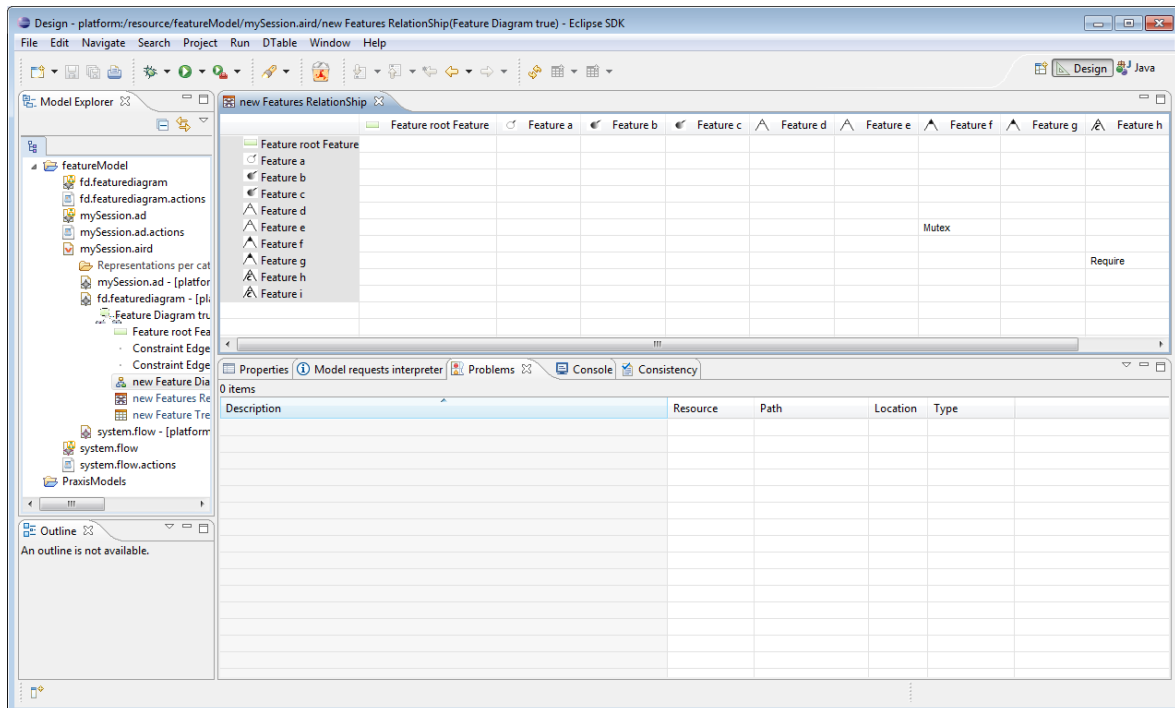 Design - platform:/resource/featureModel/mySession.aird/new Features RelationShip(Feature Diagram true) - Eclipse SDK
File Edit Navigate Search Project Run DTable Window Help
Design Java
Model Explorer
new Features RelationShip
Feature root Feature Feature a Feature b Feature c Feature d Feature e Feature f Feature g Feature h
Feature root Feature
Feature a
Feature b
Feature c
Feature d
Feature e Mutex
Feature f
Feature g Require
Feature h
Feature i
featureModel
fd.featurediagram
fd.featurediagram.actions
mySession.ad
mySession.ad.actions
mySession.aird
Representations per cat
mySession.ad - [platfor
fd.featurediagram - [pla
Feature Diagram tru
Feature root Fea
Constraint Edge
Constraint Edge
new Feature Dia
new Features Re
new Feature Tre
system.flow - [platform
system.flow
system.flow.actions
PraxisModels
Outline
An outline is not available.
Properties Model requests interpreter Problems Console Consistency
0 items
Description Resource Path Location Type